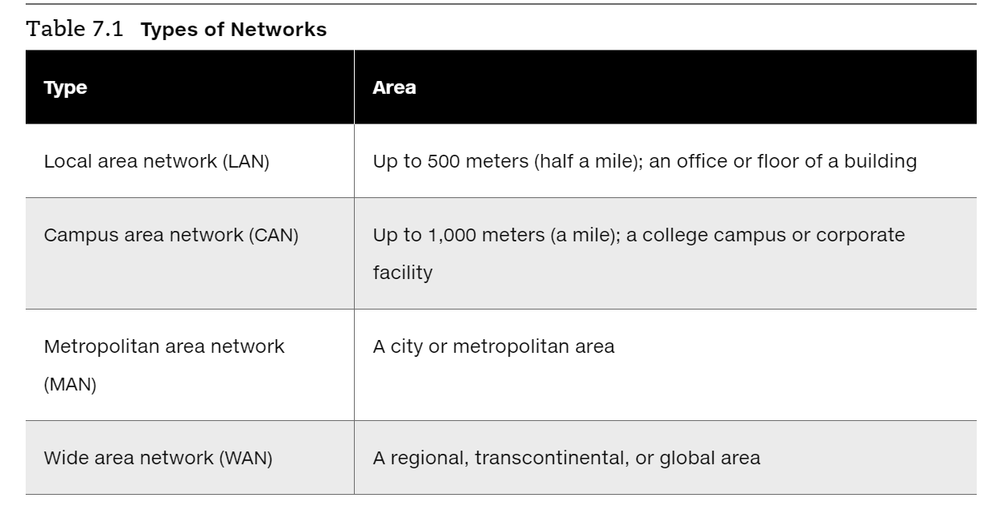 Table 7.1 Types of Networks
Type
Area
Local area network (LAN)
Up to 500 meters (half a mile); an office or floor of a building
Campus area network (CAN)
Up to 1,000 meters (a mile); a college campus or corporate
facility
Metropolitan area network
(MAN)
A city or metropolitan area
Wide area network (WAN)
A regional, transcontinental, or global area